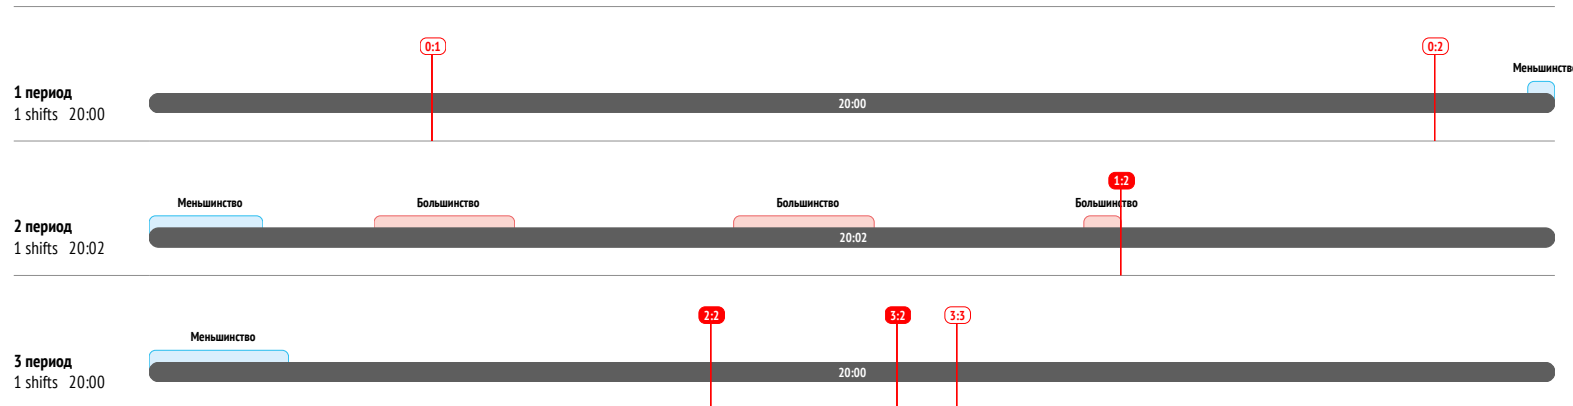 0:1
0:2
Меньшинство
1 период
1 shifts 20:00
20:00
1:2
Меньшинство
Большинство
Большинство
Большинство
2 период
1 shifts 20:02
20:02
2:2
3:2
3:3
Меньшинство
3 период
1 shifts 20:00
20:00